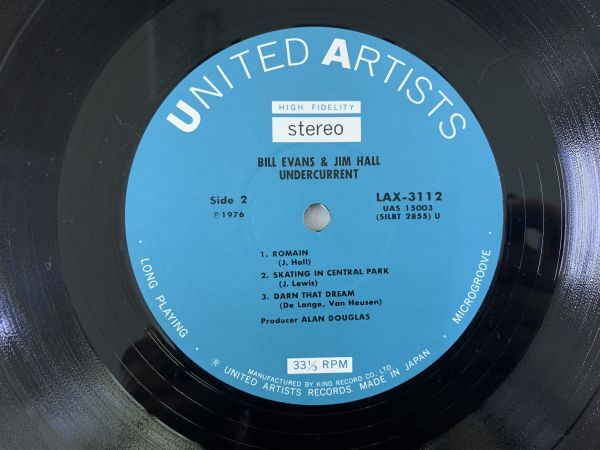 UNITED ARTISTS
HIGH FIDELITY
stereo
BILL EVANS & JIM HALL
UNDERCURRENT
Side 2
℗1976
LAX-3112
UAS 15003
(SILBT 2855) U
1. ROMAIN
(J. Hall)
2. SKATING IN CENTRAL PARK
(J. Lewis)
3. DARN THAT DREAM
(De Lange, Van Heusen)
Producer ALAN DOUGLAS
· LONG PLAYING ·
· MICROGROOVE ·
33⅓ RPM
MANUFACTURED BY KING RECORD CO., LTD.
® UNITED ARTISTS RECORDS. MADE IN JAPAN